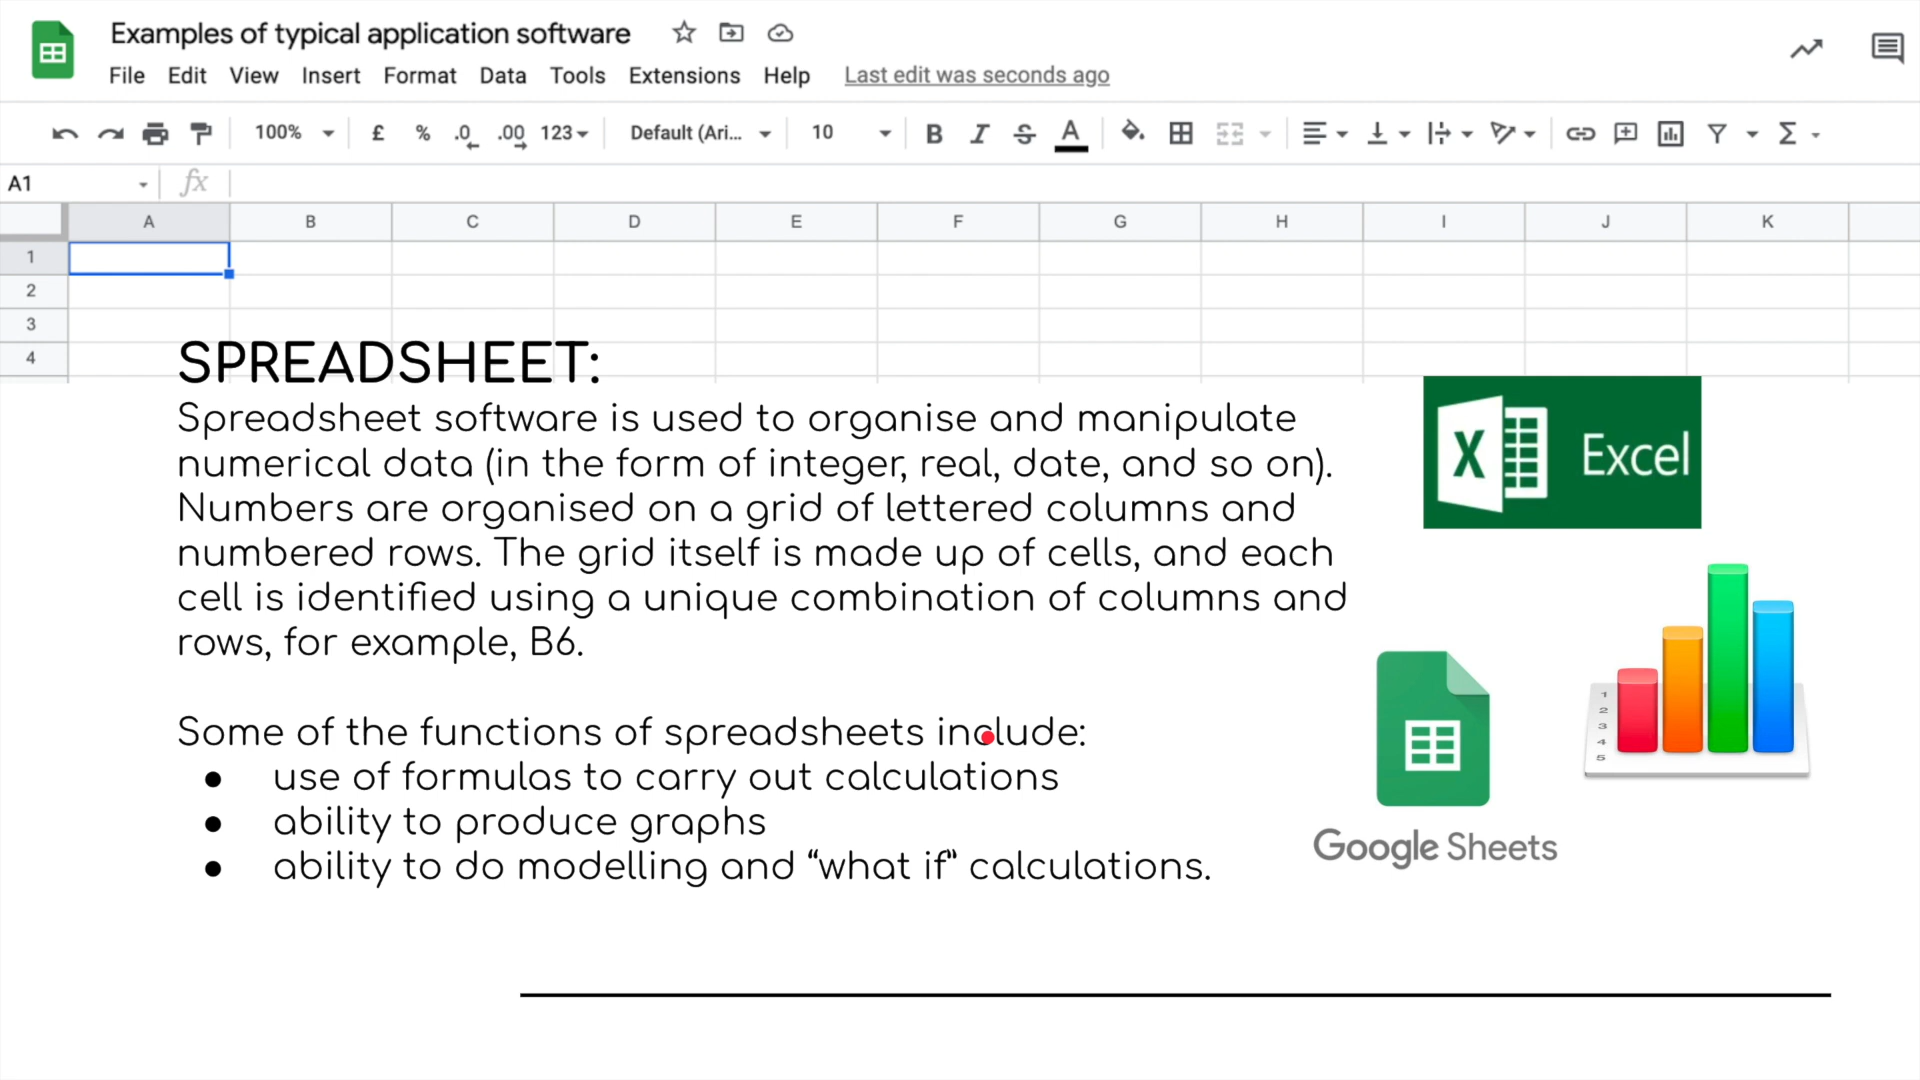 Examples of typical application software
File Edit View Insert Format Data Tools Extensions Help Last edit was seconds ago
100% £ % .0 .00 123 Default (Ari... 10 B I S A Σ
A1 fx
A B C D E F G H I J K
1
2
3
4
SPREADSHEET:
Spreadsheet software is used to organise and manipulate
numerical data (in the form of integer, real, date, and so on).
Numbers are organised on a grid of lettered columns and
numbered rows. The grid itself is made up of cells, and each
cell is identified using a unique combination of columns and
rows, for example, B6.
Some of the functions of spreadsheets include:
● use of formulas to carry out calculations
● ability to produce graphs
● ability to do modelling and “what if” calculations.
X Excel
1
2
3
4
5
Google Sheets